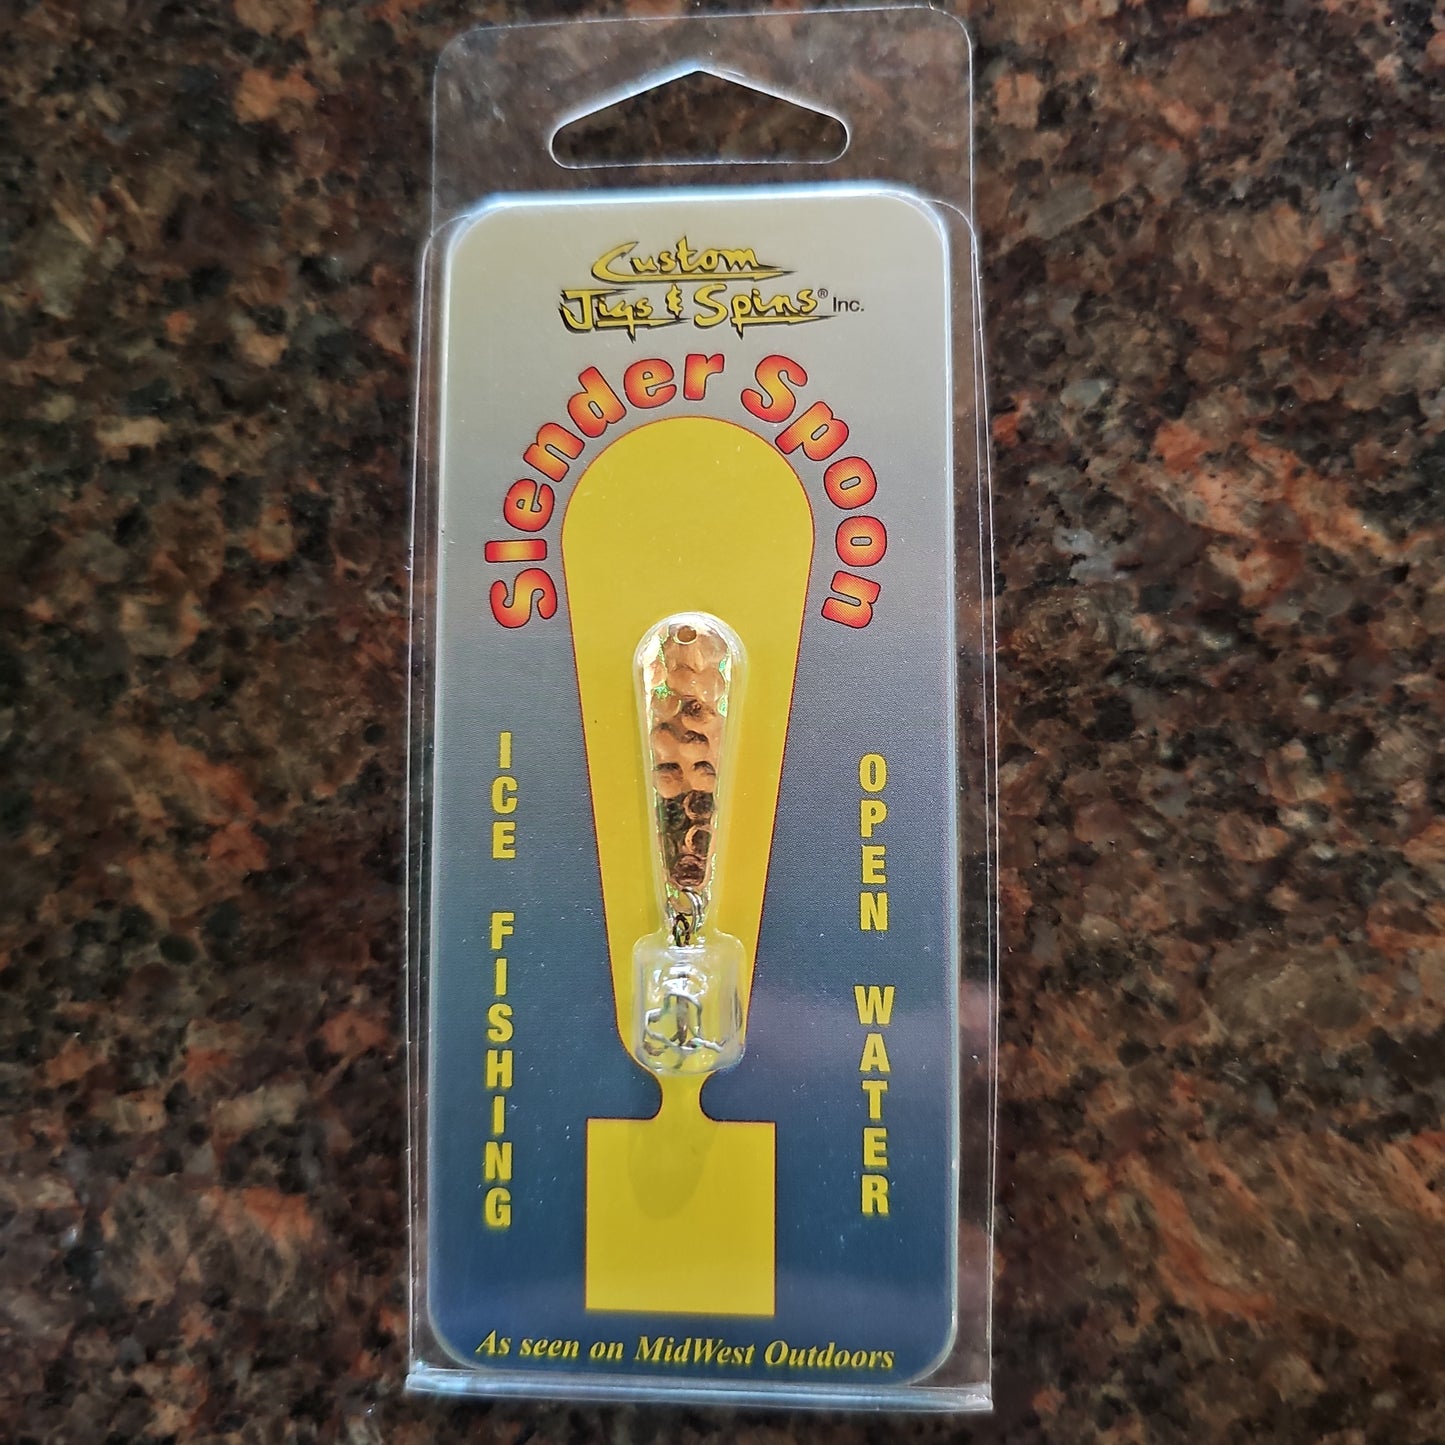 Custom
Jigs & Spins® Inc.
Slender Spoon
ICE FISHING
OPEN WATER
As seen on MidWest Outdoors